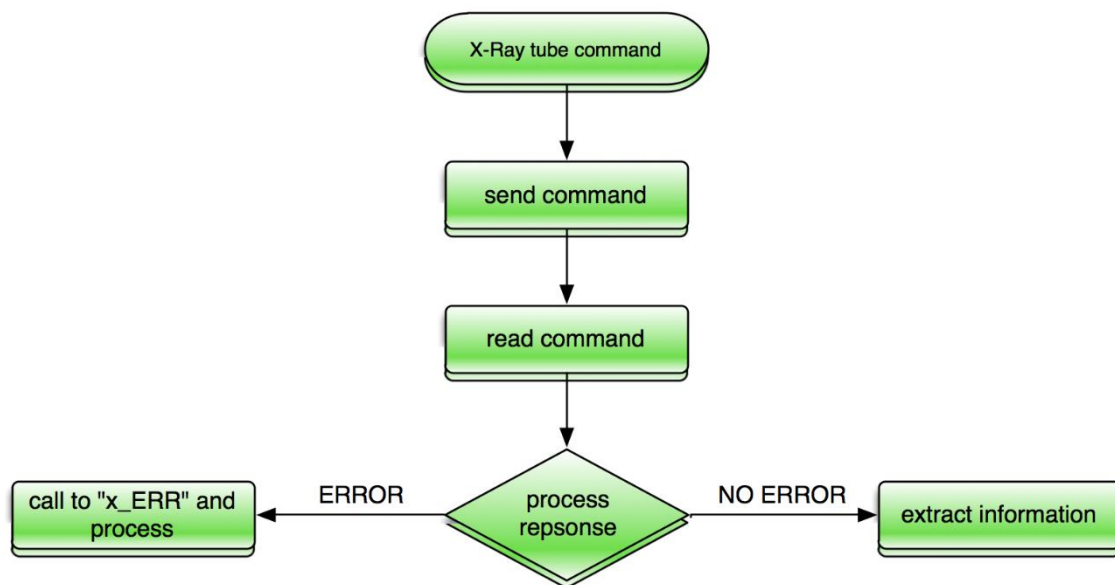 X-Ray tube command
send command
read command
ERROR
NO ERROR
call to "x_ERR" and
process
process
repsonse
extract information